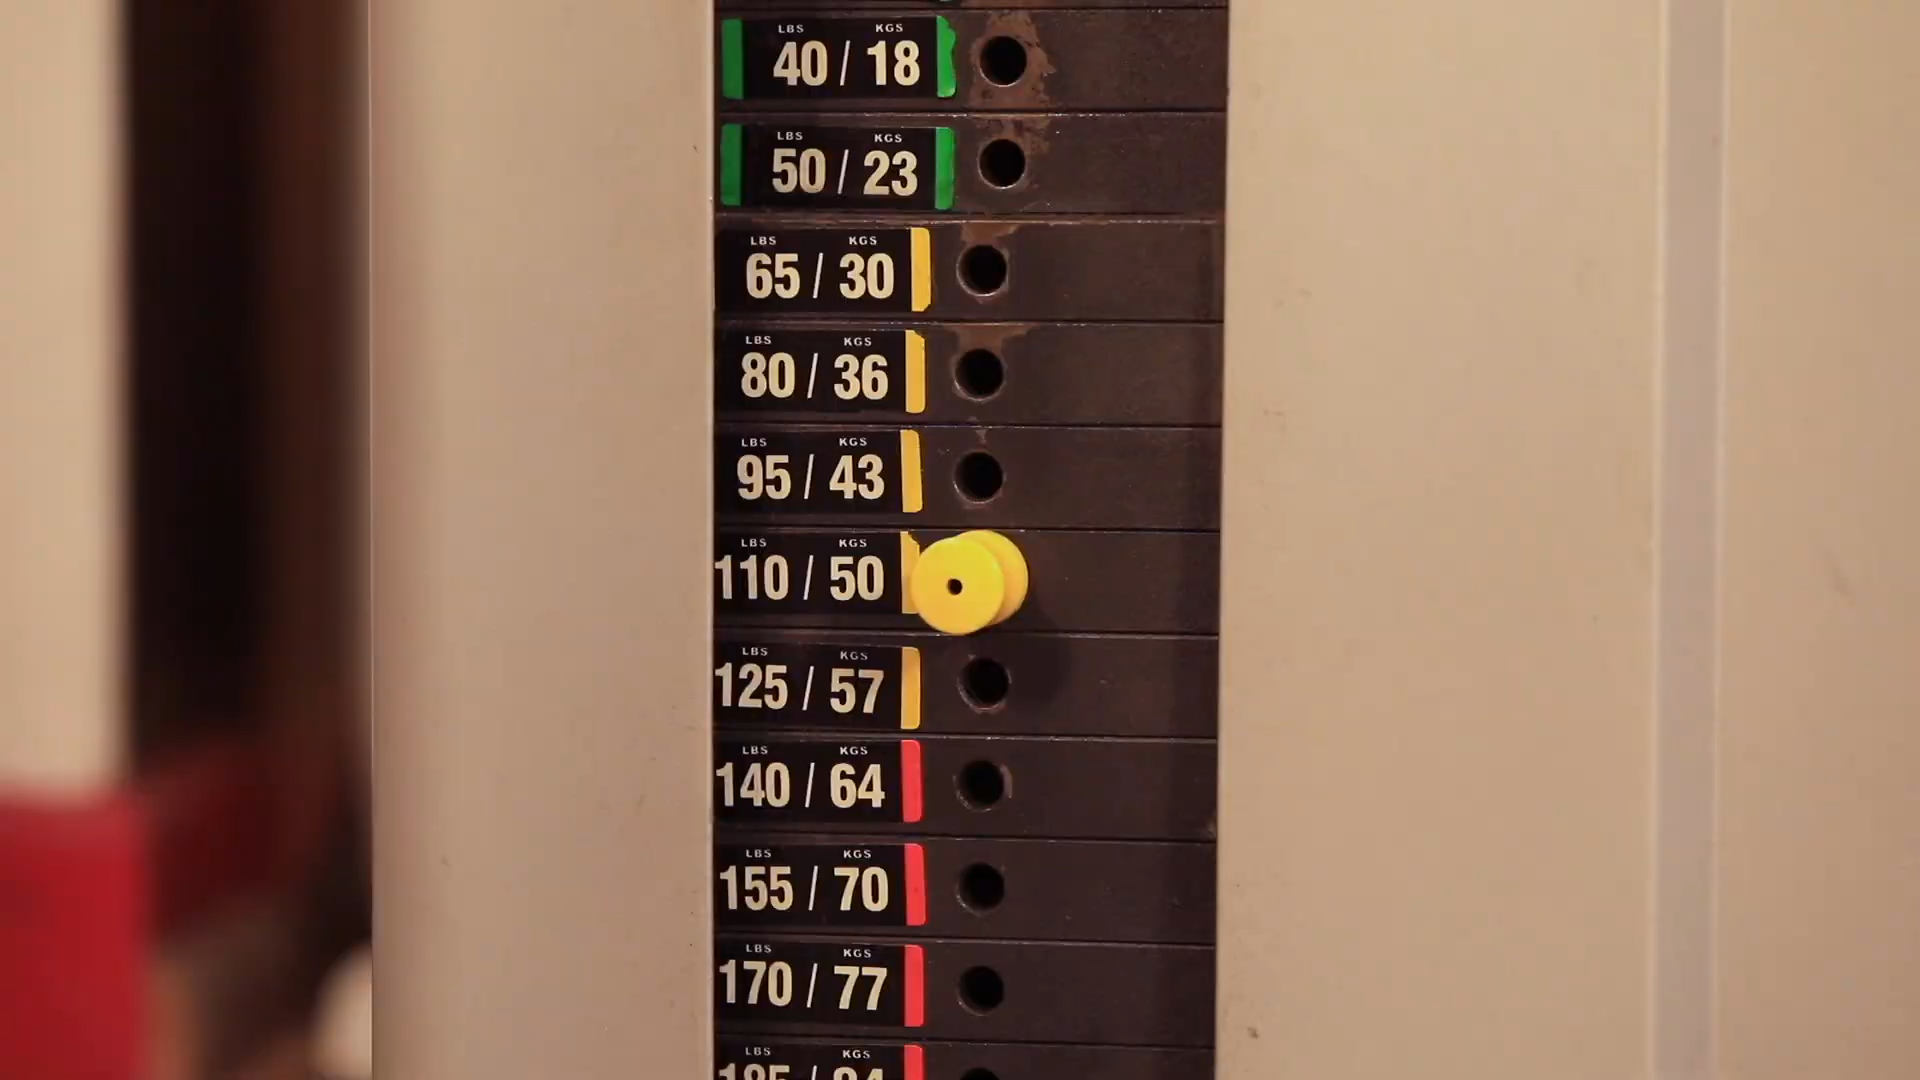 LBS KGS
40 / 18
LBS KGS
50 / 23
LBS KGS
65 / 30
LBS KGS
80 / 36
LBS KGS
95 / 43
LBS KGS
110 / 50
LBS KGS
125 / 57
LBS KGS
140 / 64
LBS KGS
155 / 70
LBS KGS
170 / 77
LBS KGS